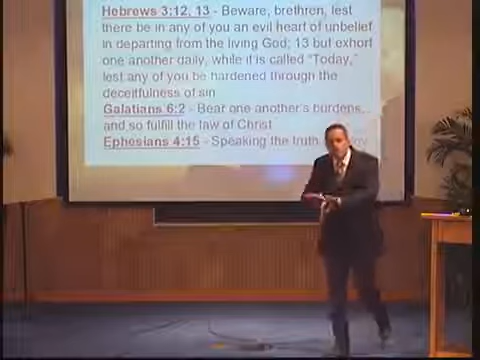 Hebrews 3:12, 13 - Beware, brethren, lest
there be in any of you an evil heart of unbelief
in departing from the living God; 13 but exhort
one another daily, while it is called "Today,"
lest any of you be hardened through the
deceitfulness of sin
Galatians 6:2 - Bear one another's burdens,
and so fulfill the law of Christ
Ephesians 4:15 - Speaking the truth